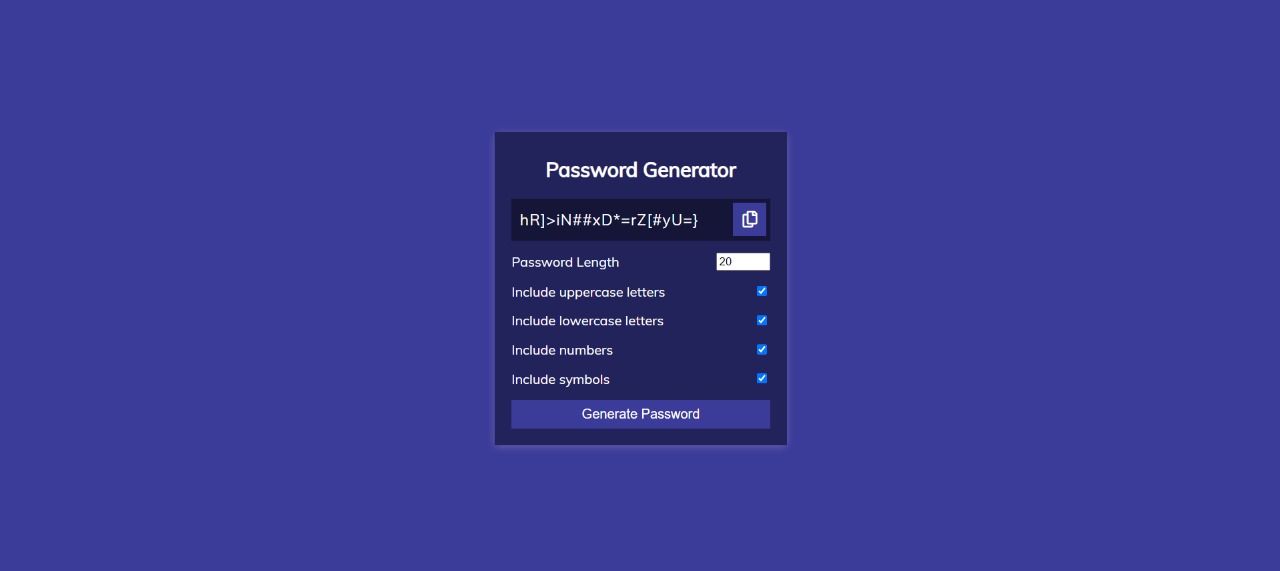 Password Generator
hR]>iN##xD*=rZ[#yU=}
Password Length 20
Include uppercase letters
Include lowercase letters
Include numbers
Include symbols
Generate Password